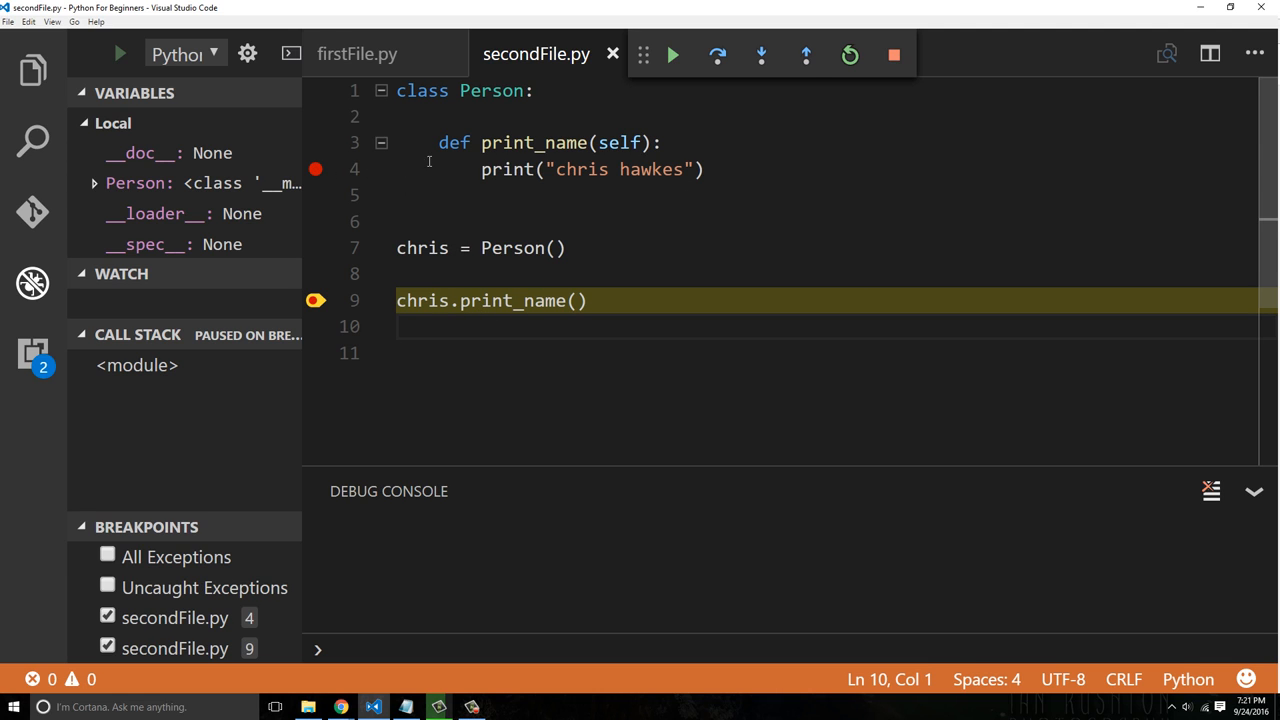 secondFile.py - Python For Beginners - Visual Studio Code
File Edit View Go Help
Python
firstFile.py
secondFile.py
VARIABLES
Local
__doc__: None
Person: <class '__m...
__loader__: None
__spec__: None
WATCH
CALL STACK PAUSED ON BRE...
<module>
BREAKPOINTS
All Exceptions
Uncaught Exceptions
secondFile.py 4
secondFile.py 9
2
1 class Person:
2
3 def print_name(self):
4 print("chris hawkes")
5
6
7 chris = Person()
8
9 chris.print_name()
10
11
DEBUG CONSOLE
0 0
Ln 10, Col 1 Spaces: 4 UTF-8 CRLF Python
I'm Cortana. Ask me anything.
7:21 PM
9/24/2016